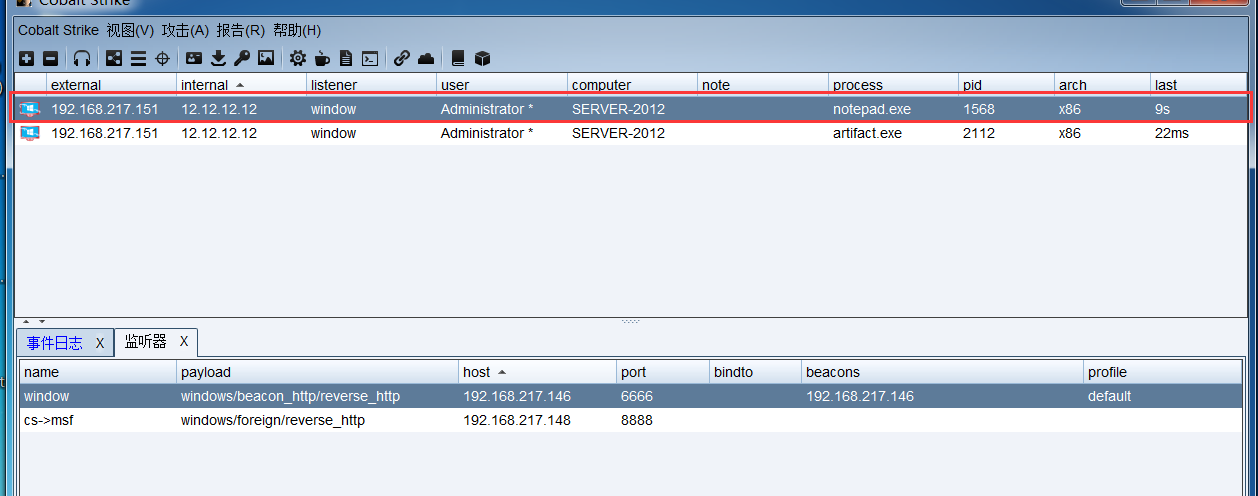 Cobalt Strike
Cobalt Strike 视图(V) 攻击(A) 报告(R) 帮助(H)
external internal listener user computer note process pid arch last
192.168.217.151 12.12.12.12 window Administrator * SERVER-2012 notepad.exe 1568 x86 9s
192.168.217.151 12.12.12.12 window Administrator * SERVER-2012 artifact.exe 2112 x86 22ms
事件日志 X 监听器 X
name payload host port bindto beacons profile
window windows/beacon_http/reverse_http 192.168.217.146 6666 192.168.217.146 default
cs->msf windows/foreign/reverse_http 192.168.217.148 8888